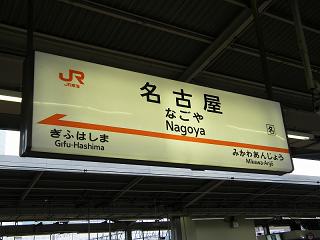 JR
JR東海
名古屋
なごや
Nagoya
名
ぎふはしま
Gifu-Hashima
みかわあんじょう
Mikawa-Anjō